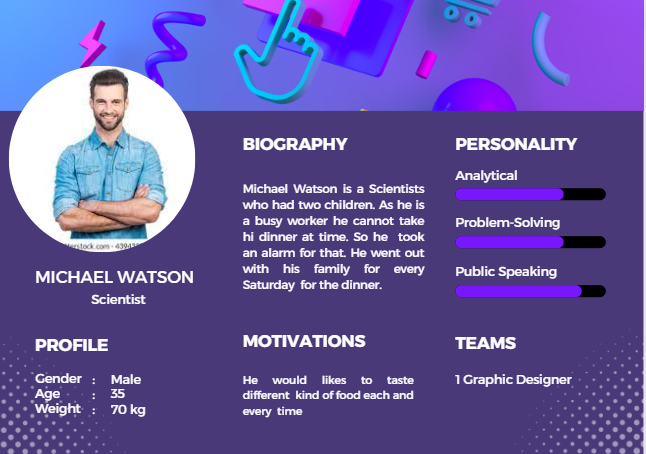 MICHAEL WATSON
Scientist
PROFILE
Gender : Male
Age : 35
Weight : 70 kg
BIOGRAPHY
Michael Watson is a Scientists
who had two children. As he is
a busy worker he cannot take
hi dinner at time. So he took
an alarm for that. He went out
with his family for every
Saturday for the dinner.
MOTIVATIONS
He would likes to taste
different kind of food each and
every time
PERSONALITY
Analytical
Problem-Solving
Public Speaking
TEAMS
1 Graphic Designer